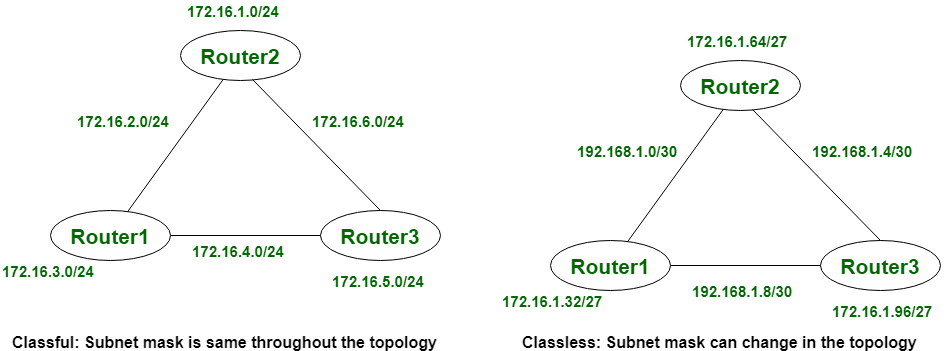 172.16.1.0/24
Router2
172.16.2.0/24
172.16.6.0/24
Router1
172.16.4.0/24
Router3
172.16.3.0/24
172.16.5.0/24
Classful: Subnet mask is same throughout the topology
172.16.1.64/27
Router2
192.168.1.0/30
192.168.1.4/30
Router1
Router3
192.168.1.8/30
172.16.1.32/27
172.16.1.96/27
Classless: Subnet mask can change in the topology